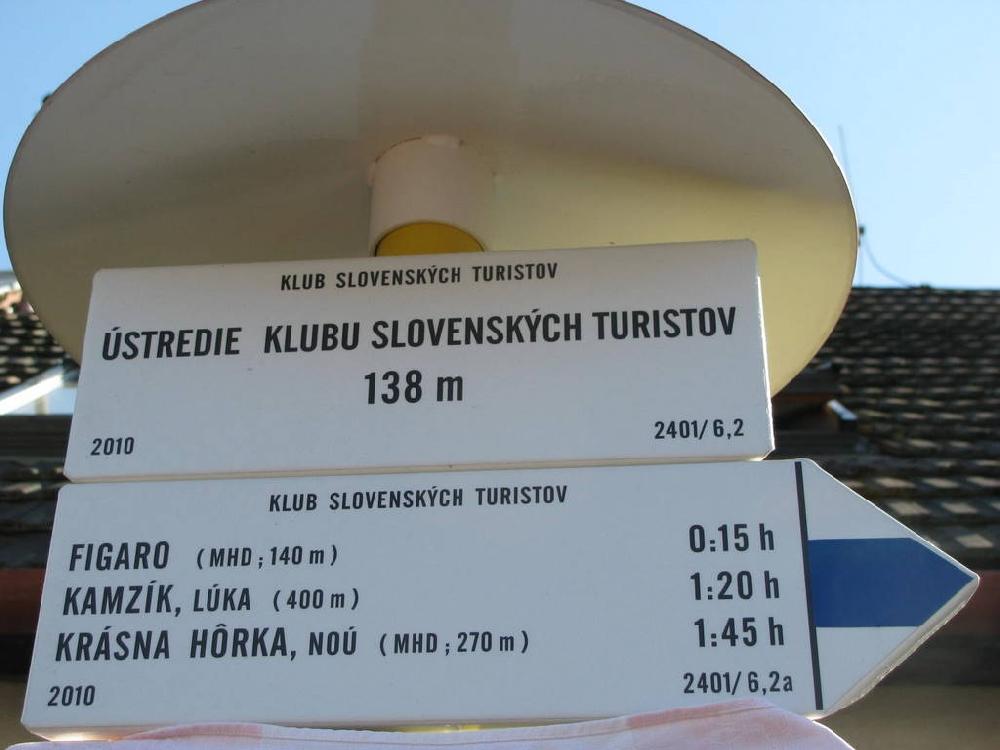 KLUB SLOVENSKÝCH TURISTOV
ÚSTREDIE KLUBU SLOVENSKÝCH TURISTOV
138 m
2010 2401/6,2
KLUB SLOVENSKÝCH TURISTOV
FIGARO (MHD; 140 m) 0:15 h
KAMZÍK, LÚKA (400 m) 1:20 h
KRÁSNA HÔRKA, NOÚ (MHD; 270 m) 1:45 h
2010 2401/6,2a